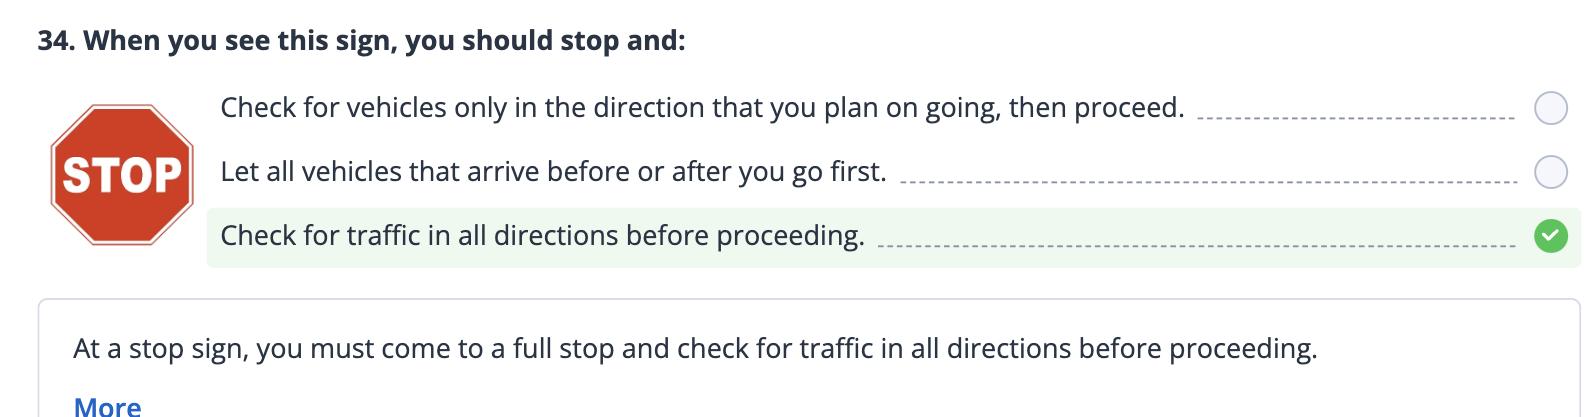 34. When you see this sign, you should stop and:
Check for vehicles only in the direction that you plan on going, then proceed.
STOP
Let all vehicles that arrive before or after you go first.
Check for traffic in all directions before proceeding.
At a stop sign, you must come to a full stop and check for traffic in all directions before proceeding.
More